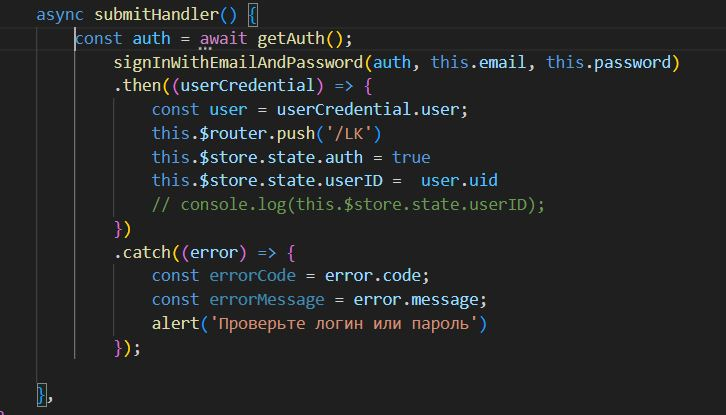 async submitHandler() {
const auth = await getAuth();
signInWithEmailAndPassword(auth, this.email, this.password)
.then((userCredential) => {
const user = userCredential.user;
this.$router.push('/LK')
this.$store.state.auth = true
this.$store.state.userID =  user.uid
// console.log(this.$store.state.userID);
})
.catch((error) => {
const errorCode = error.code;
const errorMessage = error.message;
alert('Проверьте логин или пароль')
});
},